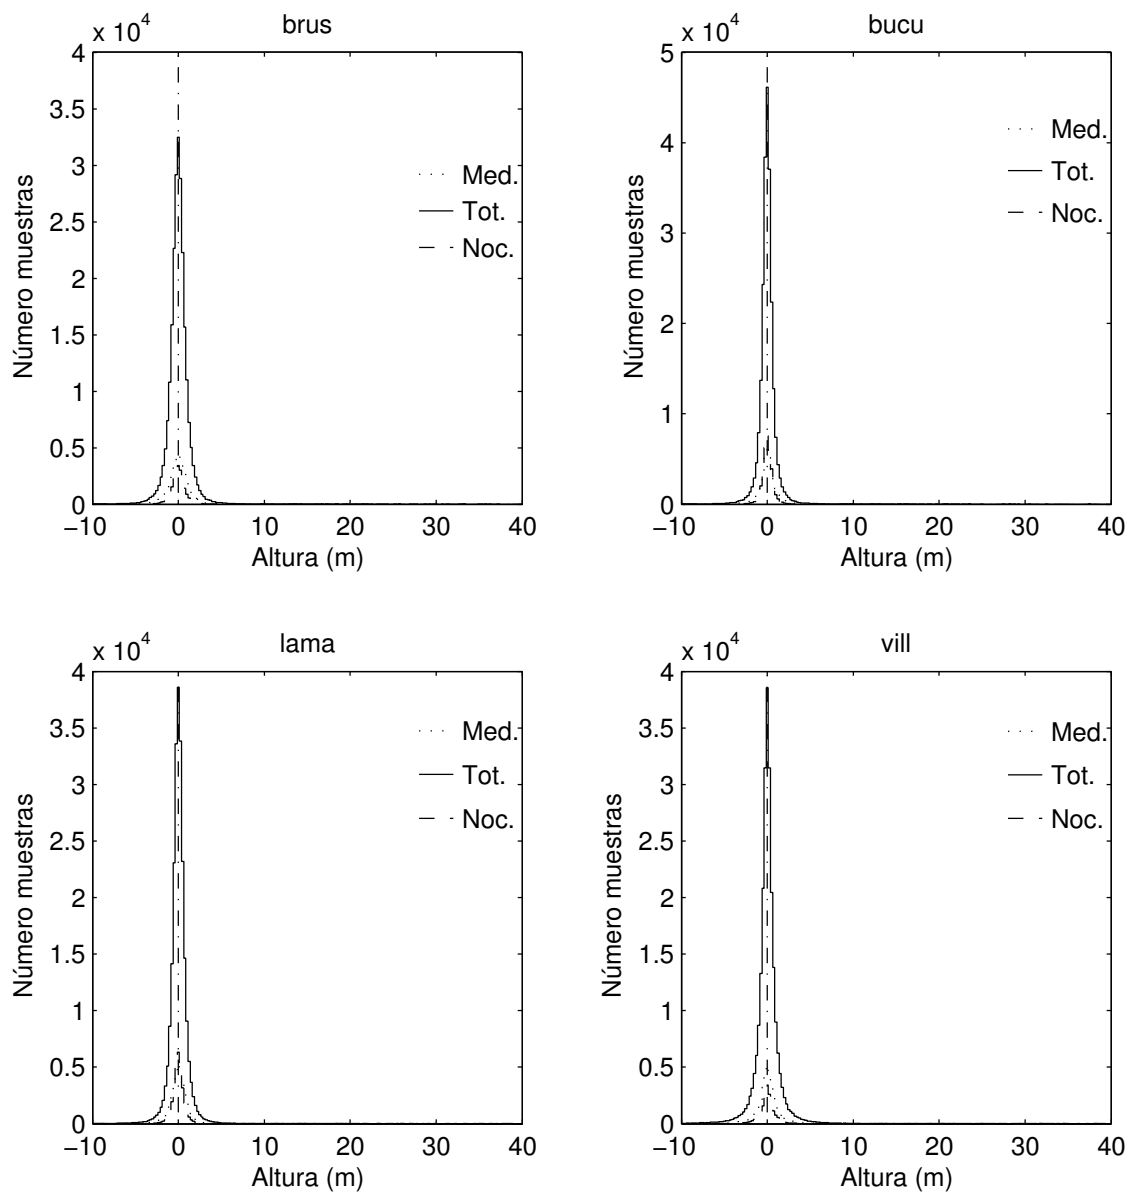 brus
x 10^4
4
3.5
3
2.5
2
1.5
1
0.5
0
−10 0 10 20 30 40
Número muestras
Altura (m)
Med.
Tot.
Noc.
bucu
x 10^4
5
4
3
2
1
0
−10 0 10 20 30 40
Número muestras
Altura (m)
Med.
Tot.
Noc.
lama
x 10^4
4
3.5
3
2.5
2
1.5
1
0.5
0
−10 0 10 20 30 40
Número muestras
Altura (m)
Med.
Tot.
Noc.
vill
x 10^4
4
3.5
3
2.5
2
1.5
1
0.5
0
−10 0 10 20 30 40
Número muestras
Altura (m)
Med.
Tot.
Noc.